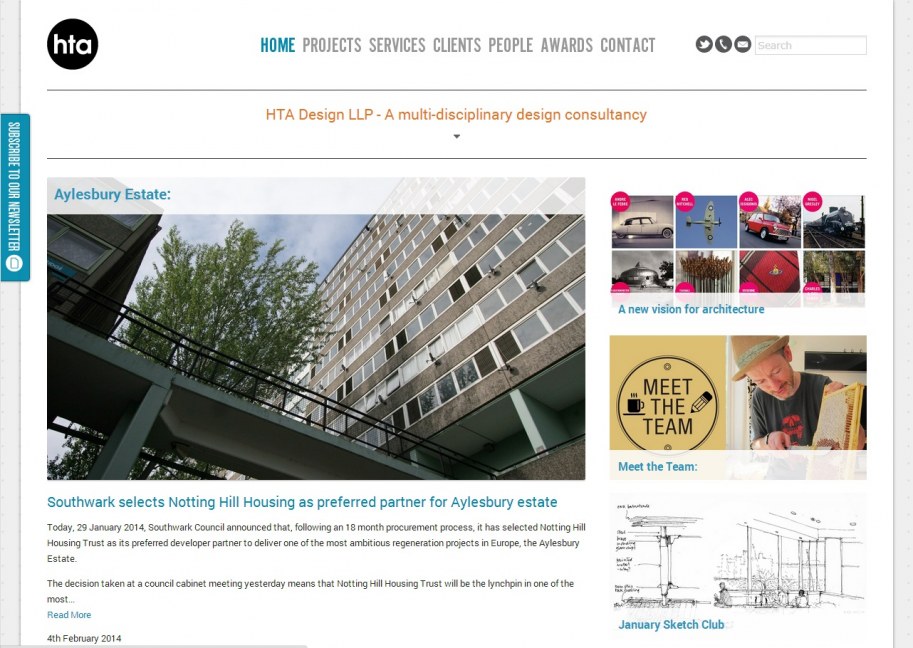 hta
HOME PROJECTS SERVICES CLIENTS PEOPLE AWARDS CONTACT
Search
HTA Design LLP - A multi-disciplinary design consultancy
SUBSCRIBE TO OUR NEWSLETTER
Aylesbury Estate:
Southwark selects Notting Hill Housing as preferred partner for Aylesbury estate
Today, 29 January 2014, Southwark Council announced that, following an 18 month procurement process, it has selected Notting Hill
Housing Trust as its preferred developer partner to deliver one of the most ambitious regeneration projects in Europe, the Aylesbury
Estate.
The decision taken at a council cabinet meeting yesterday means that Notting Hill Housing Trust will be the lynchpin in one of the
most...
Read More
4th February 2014
A new vision for architecture
MEET
THE
TEAM
Meet the Team:
January Sketch Club